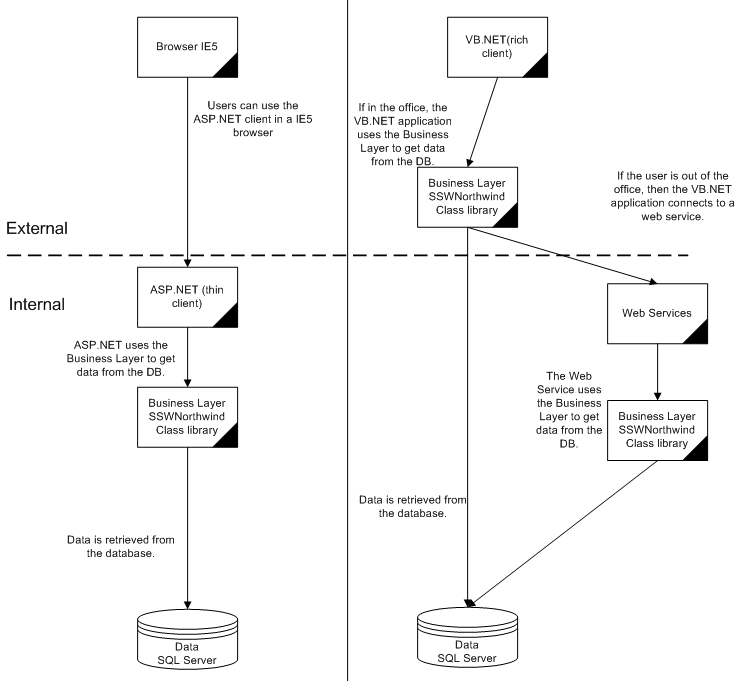 Browser IE5
Users can use the
ASP.NET client in a IE5
browser
External
Internal
ASP.NET (thin
client)
ASP.NET uses the
Business Layer to get
data from the DB.
Business Layer
SSWNorthwind
Class library
Data is retrieved from
the database.
Data
SQL Server
VB.NET(rich
client)
If in the office, the
VB.NET application
uses the Business
Layer to get data
from the DB.
Business Layer
SSWNorthwind
Class library
If the user is out of the
office, then the VB.NET
application connects to a
web service.
Web Services
The Web
Service uses
the Business
Layer to get
data from the
DB.
Business Layer
SSWNorthwind
Class library
Data is retrieved from
the database.
Data
SQL Server